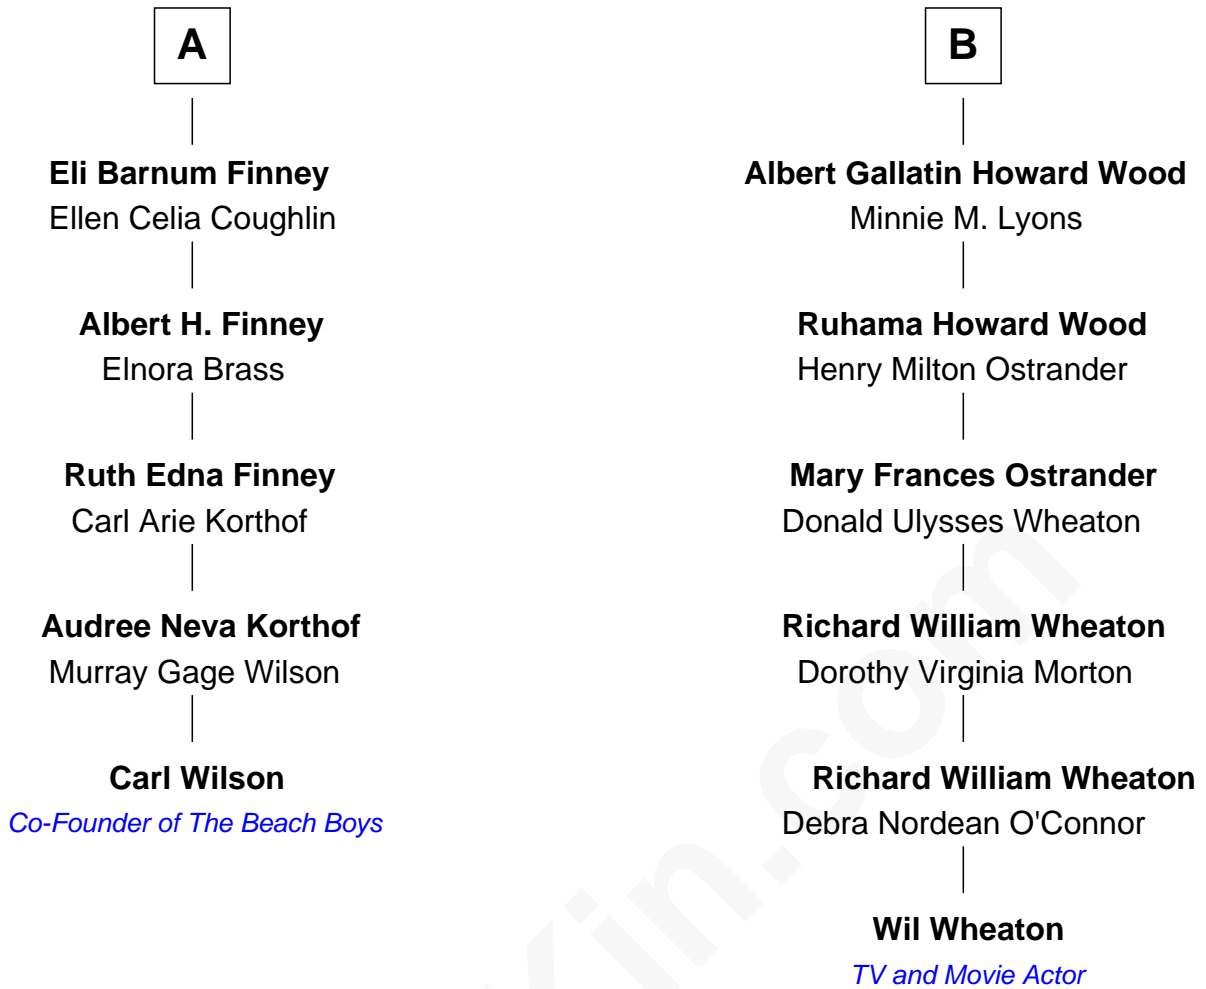 A
Eli Barnum Finney
Ellen Celia Coughlin
Albert H. Finney
Elnora Brass
Ruth Edna Finney
Carl Arie Korthof
Audree Neva Korthof
Murray Gage Wilson
Carl Wilson
Co-Founder of The Beach Boys
B
Albert Gallatin Howard Wood
Minnie M. Lyons
Ruhama Howard Wood
Henry Milton Ostrander
Mary Frances Ostrander
Donald Ulysses Wheaton
Richard William Wheaton
Dorothy Virginia Morton
Richard William Wheaton
Debra Nordean O'Connor
Wil Wheaton
TV and Movie Actor
Kin.com